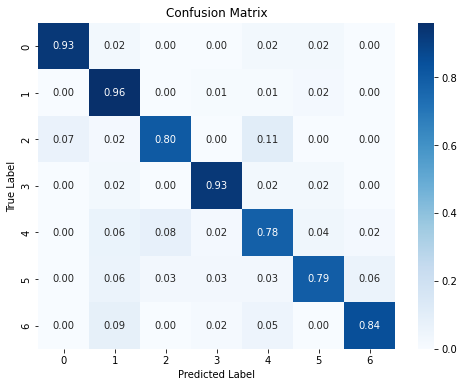 Confusion Matrix
True Label
0 0.93 0.02 0.00 0.00 0.02 0.02 0.00
1 0.00 0.96 0.00 0.01 0.01 0.02 0.00
2 0.07 0.02 0.80 0.00 0.11 0.00 0.00
3 0.00 0.02 0.00 0.93 0.02 0.02 0.00
4 0.00 0.06 0.08 0.02 0.78 0.04 0.02
5 0.00 0.06 0.03 0.03 0.03 0.79 0.06
6 0.00 0.09 0.00 0.02 0.05 0.00 0.84
0 1 2 3 4 5 6
Predicted Label
0.8
0.6
0.4
0.2
0.0